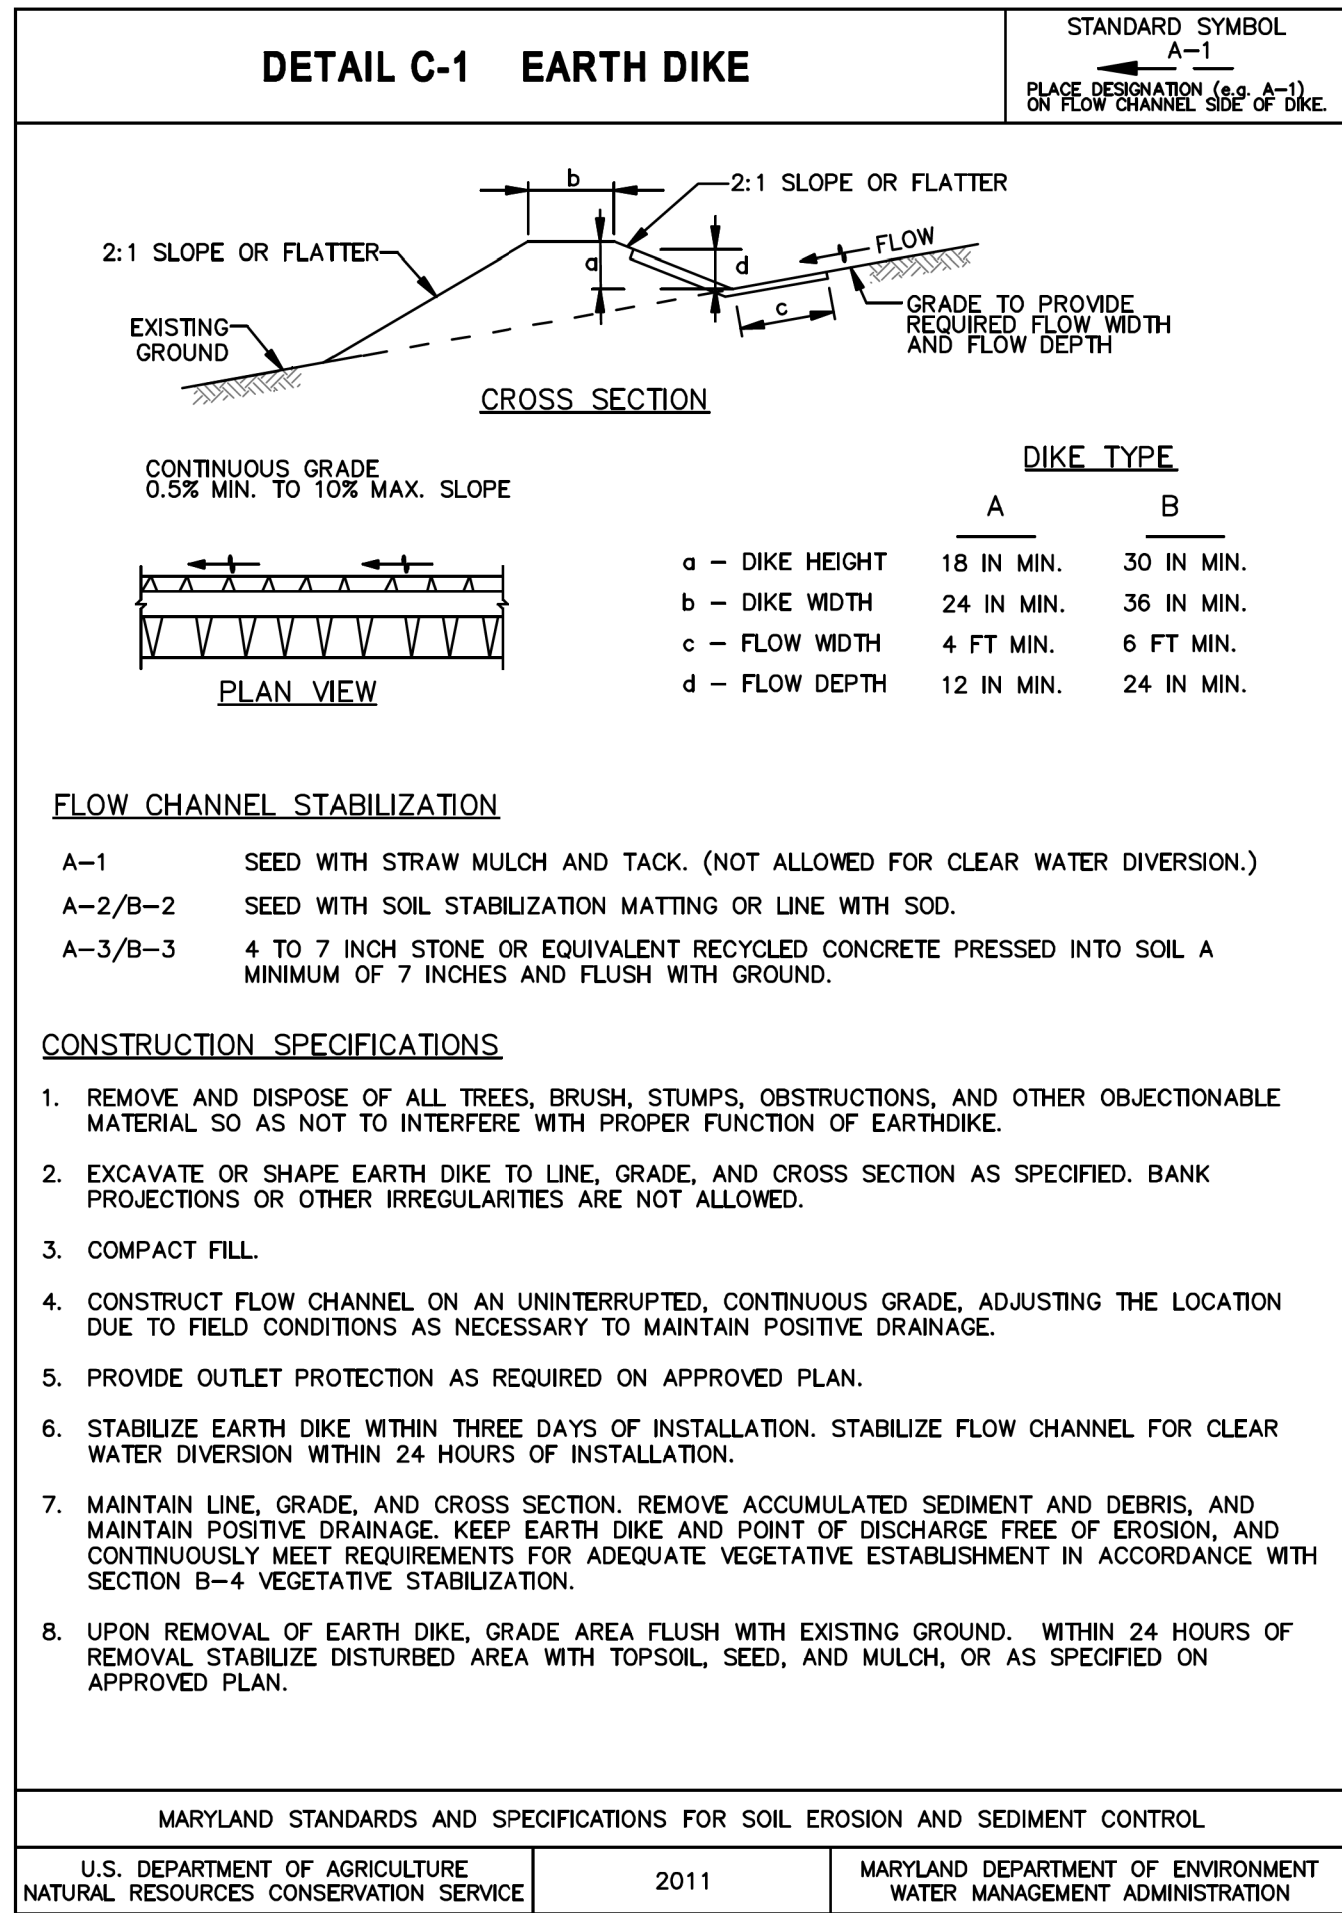 DETAIL C-1 EARTH DIKE
STANDARD SYMBOL
A-1
PLACE DESIGNATION (e.g. A-1)
ON FLOW CHANNEL SIDE OF DIKE.
b
2:1 SLOPE OR FLATTER
2:1 SLOPE OR FLATTER
a
d
FLOW
c
GRADE TO PROVIDE
REQUIRED FLOW WIDTH
AND FLOW DEPTH
EXISTING
GROUND
CROSS SECTION
CONTINUOUS GRADE
0.5% MIN. TO 10% MAX. SLOPE
PLAN VIEW
DIKE TYPE
A B
a - DIKE HEIGHT 18 IN MIN. 30 IN MIN.
b - DIKE WIDTH 24 IN MIN. 36 IN MIN.
c - FLOW WIDTH 4 FT MIN. 6 FT MIN.
d - FLOW DEPTH 12 IN MIN. 24 IN MIN.
FLOW CHANNEL STABILIZATION
A-1 SEED WITH STRAW MULCH AND TACK. (NOT ALLOWED FOR CLEAR WATER DIVERSION.)
A-2/B-2 SEED WITH SOIL STABILIZATION MATTING OR LINE WITH SOD.
A-3/B-3 4 TO 7 INCH STONE OR EQUIVALENT RECYCLED CONCRETE PRESSED INTO SOIL A
MINIMUM OF 7 INCHES AND FLUSH WITH GROUND.
CONSTRUCTION SPECIFICATIONS
1. REMOVE AND DISPOSE OF ALL TREES, BRUSH, STUMPS, OBSTRUCTIONS, AND OTHER OBJECTIONABLE
MATERIAL SO AS NOT TO INTERFERE WITH PROPER FUNCTION OF EARTHDIKE.
2. EXCAVATE OR SHAPE EARTH DIKE TO LINE, GRADE, AND CROSS SECTION AS SPECIFIED. BANK
PROJECTIONS OR OTHER IRREGULARITIES ARE NOT ALLOWED.
3. COMPACT FILL.
4. CONSTRUCT FLOW CHANNEL ON AN UNINTERRUPTED, CONTINUOUS GRADE, ADJUSTING THE LOCATION
DUE TO FIELD CONDITIONS AS NECESSARY TO MAINTAIN POSITIVE DRAINAGE.
5. PROVIDE OUTLET PROTECTION AS REQUIRED ON APPROVED PLAN.
6. STABILIZE EARTH DIKE WITHIN THREE DAYS OF INSTALLATION. STABILIZE FLOW CHANNEL FOR CLEAR
WATER DIVERSION WITHIN 24 HOURS OF INSTALLATION.
7. MAINTAIN LINE, GRADE, AND CROSS SECTION. REMOVE ACCUMULATED SEDIMENT AND DEBRIS, AND
MAINTAIN POSITIVE DRAINAGE. KEEP EARTH DIKE AND POINT OF DISCHARGE FREE OF EROSION, AND
CONTINUOUSLY MEET REQUIREMENTS FOR ADEQUATE VEGETATIVE ESTABLISHMENT IN ACCORDANCE WITH
SECTION B-4 VEGETATIVE STABILIZATION.
8. UPON REMOVAL OF EARTH DIKE, GRADE AREA FLUSH WITH EXISTING GROUND. WITHIN 24 HOURS OF
REMOVAL STABILIZE DISTURBED AREA WITH TOPSOIL, SEED, AND MULCH, OR AS SPECIFIED ON
APPROVED PLAN.
MARYLAND STANDARDS AND SPECIFICATIONS FOR SOIL EROSION AND SEDIMENT CONTROL
U.S. DEPARTMENT OF AGRICULTURE
NATURAL RESOURCES CONSERVATION SERVICE
2011
MARYLAND DEPARTMENT OF ENVIRONMENT
WATER MANAGEMENT ADMINISTRATION